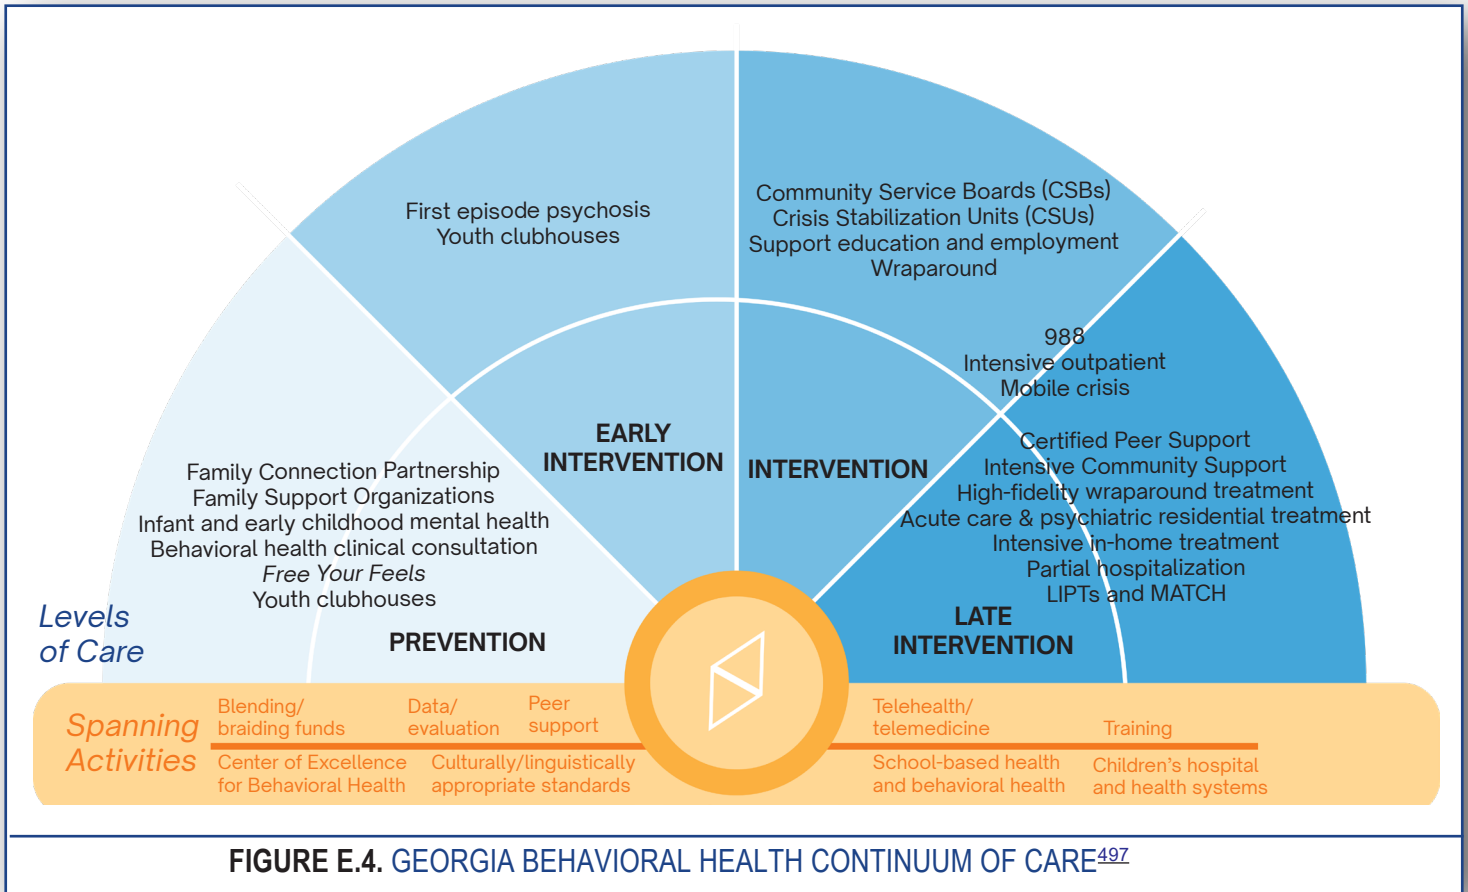 First episode psychosis
Youth clubhouses
Community Service Boards (CSBs)
Crisis Stabilization Units (CSUs)
Support education and employment
Wraparound
988
Intensive outpatient
Mobile crisis
EARLY
INTERVENTION
INTERVENTION
Family Connection Partnership
Family Support Organizations
Infant and early childhood mental health
Behavioral health clinical consultation
Free Your Feels
Youth clubhouses
PREVENTION
Certified Peer Support
Intensive Community Support
High-fidelity wraparound treatment
Acute care & psychiatric residential treatment
Intensive in-home treatment
Partial hospitalization
LIPTs and MATCH
LATE
INTERVENTION
Levels
of Care
Spanning
Activities
Blending/
braiding funds
Data/
evaluation
Peer
support
Telehealth/
telemedicine
Training
Center of Excellence
for Behavioral Health
Culturally/linguistically
appropriate standards
School-based health
and behavioral health
Children's hospital
and health systems
FIGURE E.4. GEORGIA BEHAVIORAL HEALTH CONTINUUM OF CARE497